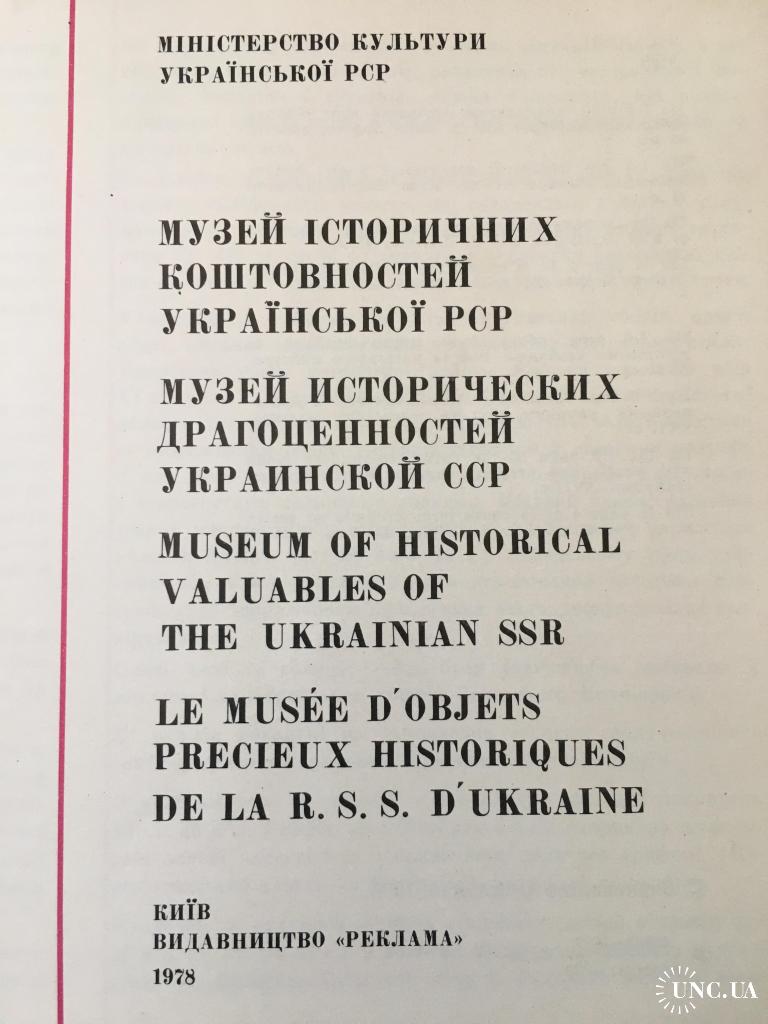 МІНІСТЕРСТВО КУЛЬТУРИ
УКРАЇНСЬКОЇ РСР
МУЗЕЙ ІСТОРИЧНИХ
КОШТОВНОСТЕЙ
УКРАЇНСЬКОЇ РСР
МУЗЕЙ ИСТОРИЧЕСКИХ
ДРАГОЦЕННОСТЕЙ
УКРАИНСКОЙ ССР
MUSEUM OF HISTORICAL
VALUABLES OF
THE UKRAINIAN SSR
LE MUSÉE D'OBJETS
PRECIEUX HISTORIQUES
DE LA R. S. S. D'UKRAINE
КИЇВ
ВИДАВНИЦТВО «РЕКЛАМА»
1978
UNC.UA